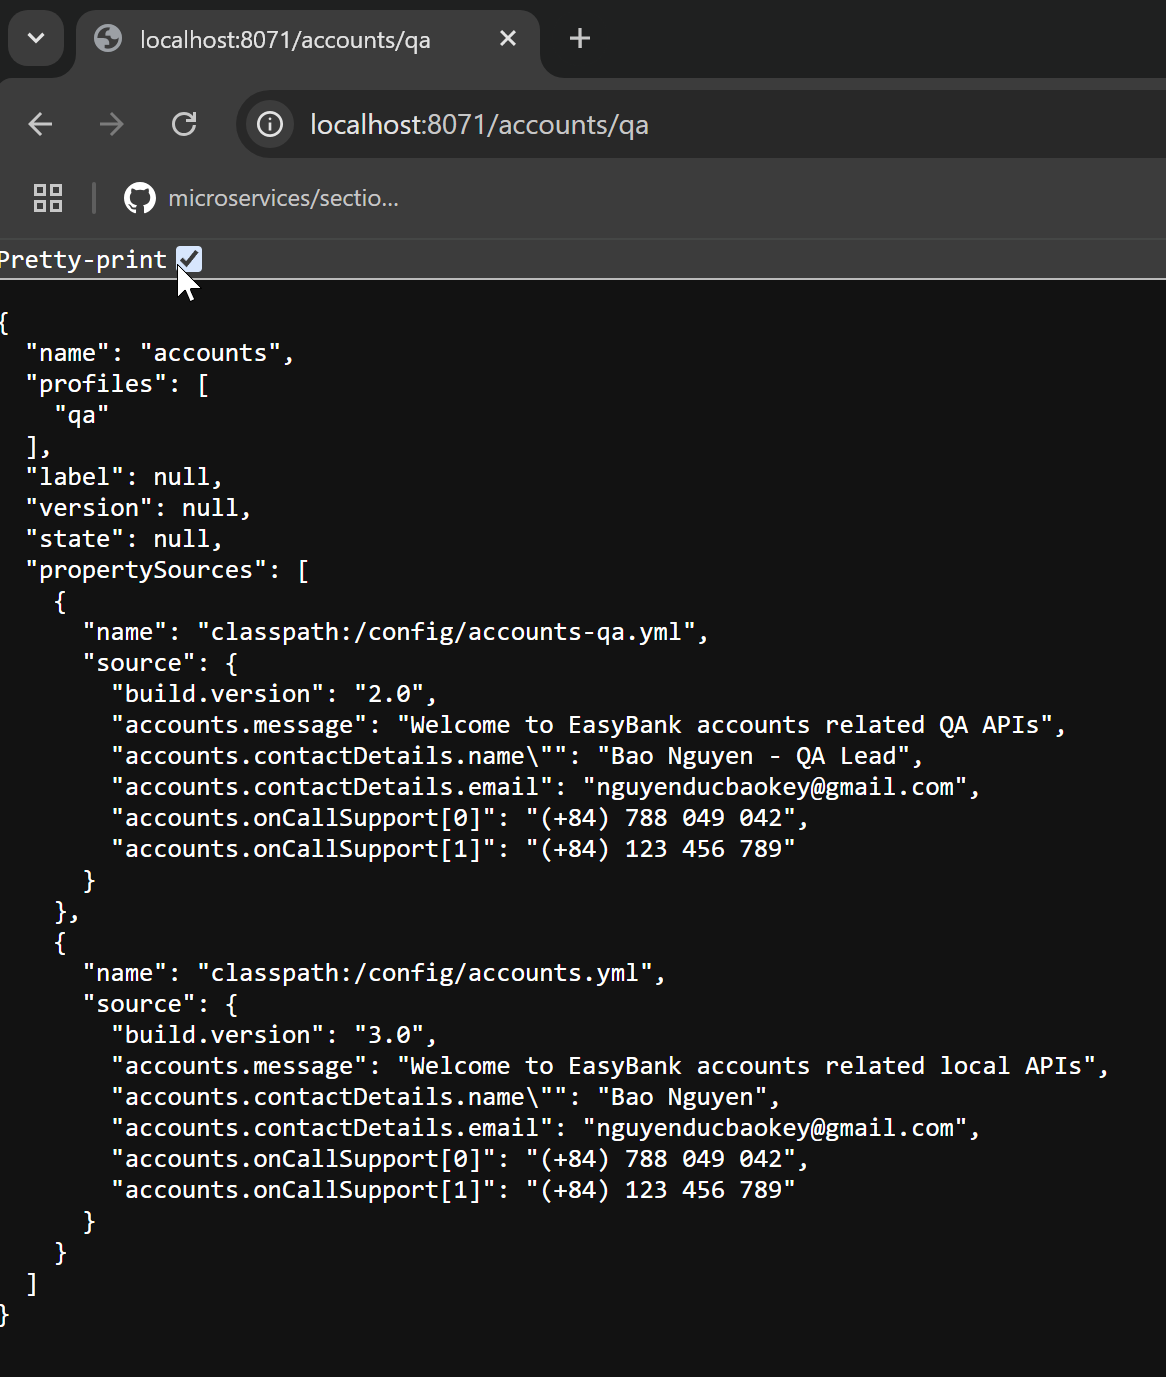 localhost:8071/accounts/qa
localhost:8071/accounts/qa
microservices/sectio...
Pretty-print
{
  "name": "accounts",
  "profiles": [
    "qa"
  ],
  "label": null,
  "version": null,
  "state": null,
  "propertySources": [
    {
      "name": "classpath:/config/accounts-qa.yml",
      "source": {
        "build.version": "2.0",
        "accounts.message": "Welcome to EasyBank accounts related QA APIs",
        "accounts.contactDetails.name\"": "Bao Nguyen - QA Lead",
        "accounts.contactDetails.email": "nguyenducbaokey@gmail.com",
        "accounts.onCallSupport[0]": "(+84) 788 049 042",
        "accounts.onCallSupport[1]": "(+84) 123 456 789"
      }
    },
    {
      "name": "classpath:/config/accounts.yml",
      "source": {
        "build.version": "3.0",
        "accounts.message": "Welcome to EasyBank accounts related local APIs",
        "accounts.contactDetails.name\"": "Bao Nguyen",
        "accounts.contactDetails.email": "nguyenducbaokey@gmail.com",
        "accounts.onCallSupport[0]": "(+84) 788 049 042",
        "accounts.onCallSupport[1]": "(+84) 123 456 789"
      }
    }
  ]
}